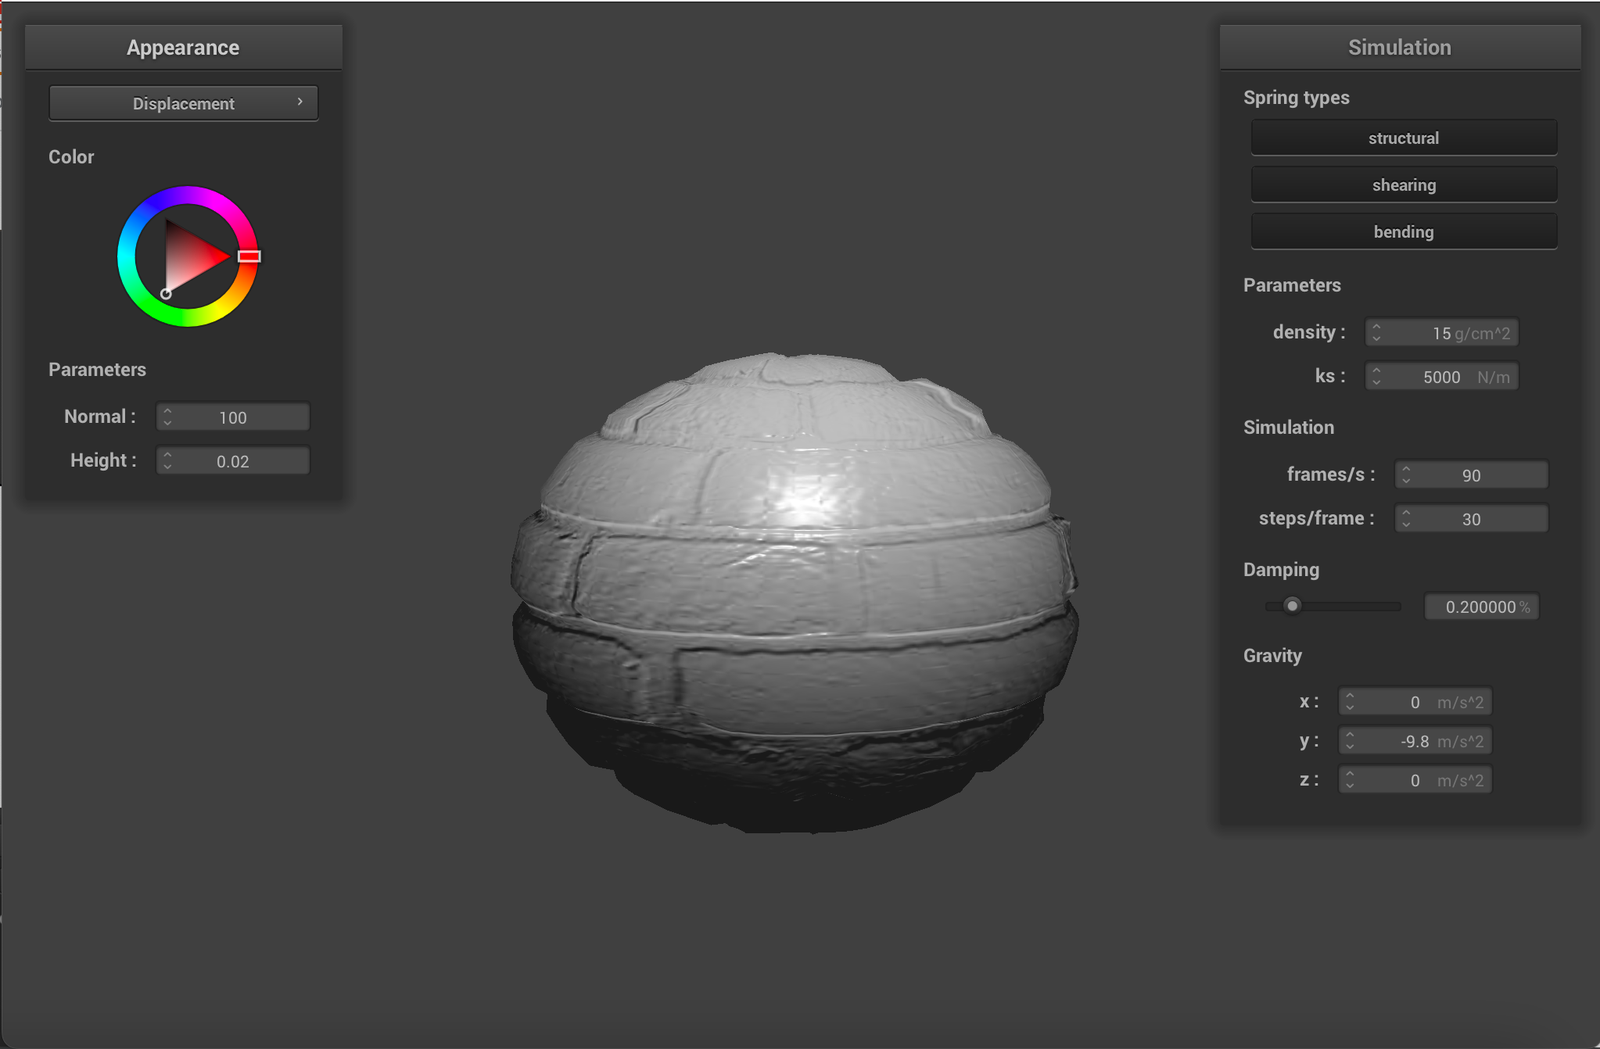 Appearance
Displacement
Color
Parameters
Normal : 100
Height : 0.02
Simulation
Spring types
structural
shearing
bending
Parameters
density : 15 g/cm^2
ks : 5000 N/m
Simulation
frames/s : 90
steps/frame : 30
Damping
0.200000 %
Gravity
x : 0 m/s^2
y : -9.8 m/s^2
z : 0 m/s^2